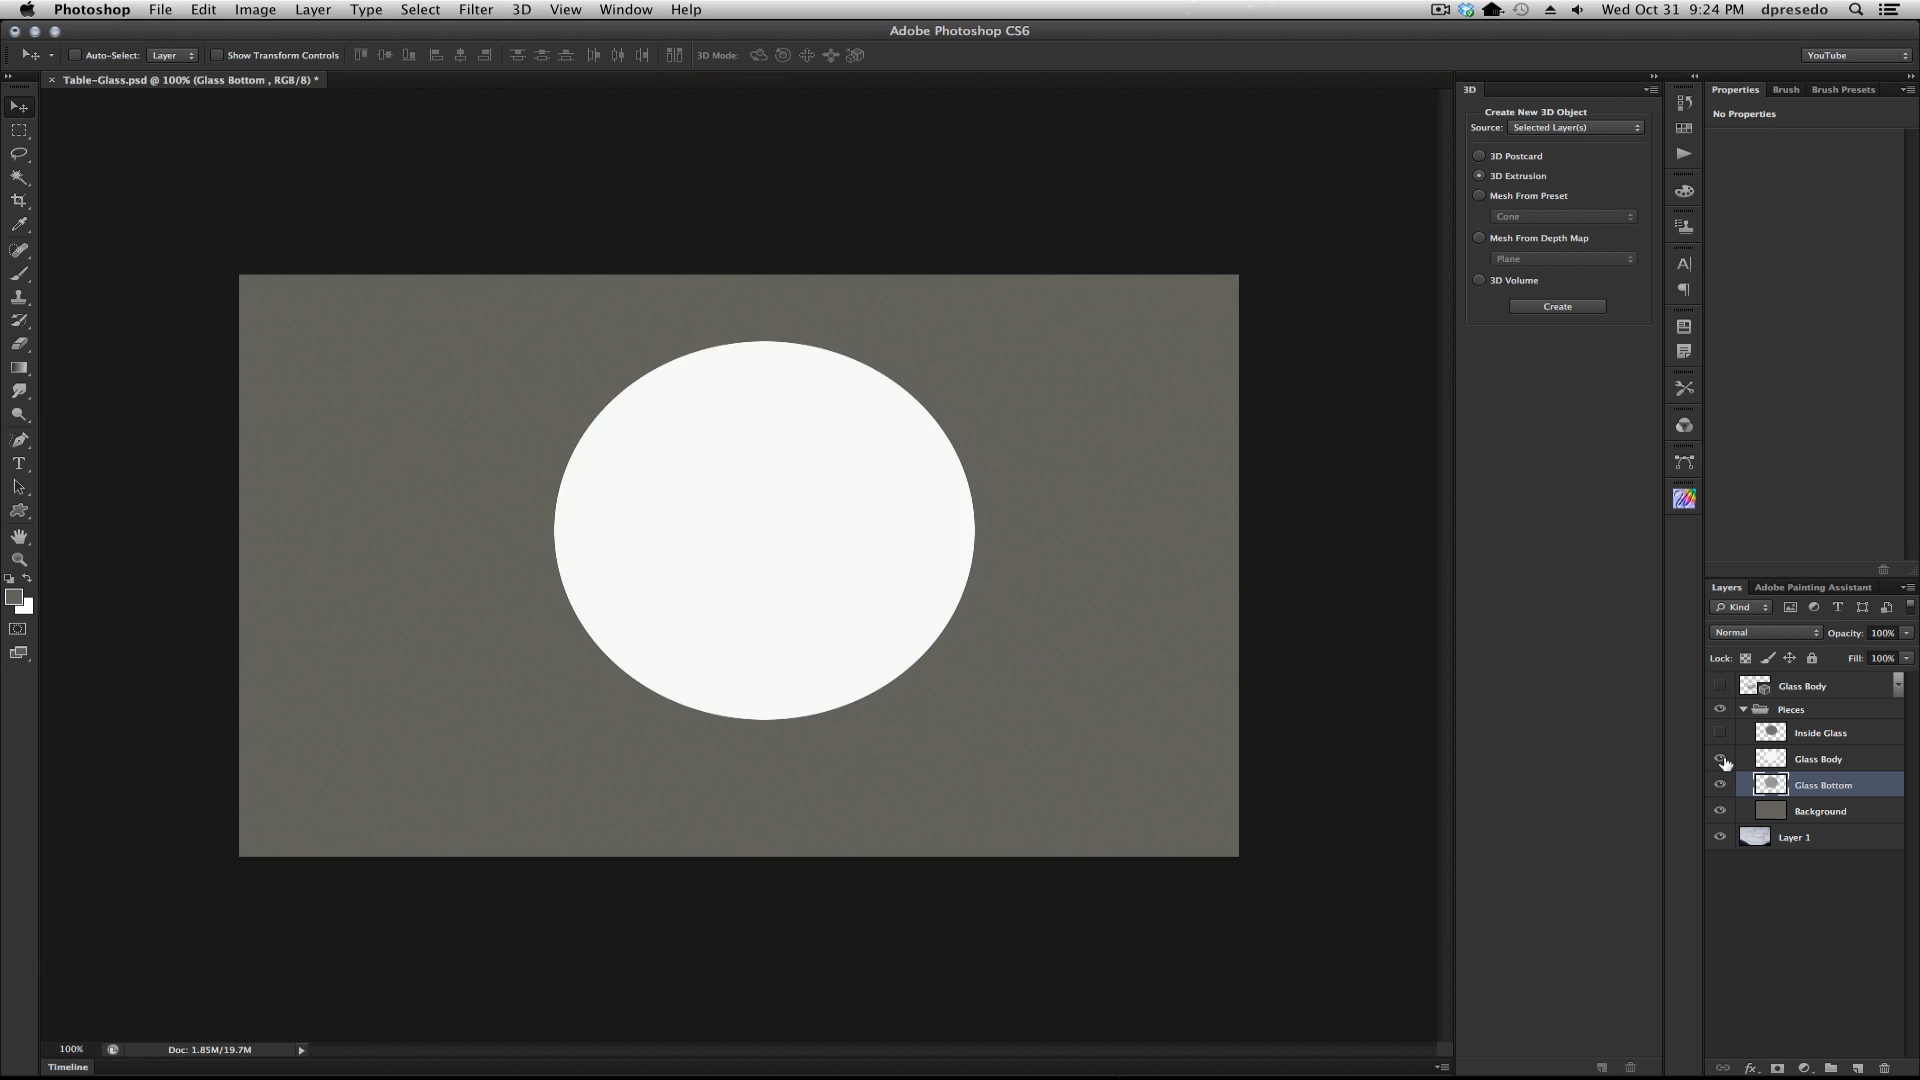 Photoshop File Edit Image Layer Type Select Filter 3D View Window Help Wed Oct 31 9:24 PM dpresedo
Adobe Photoshop CS6
Auto-Select: Layer Show Transform Controls 3D Mode: YouTube
× Table-Glass.psd @ 100% (Glass Bottom , RGB/8) *
3D
Create New 3D Object
Source: Selected Layer(s)
3D Postcard
3D Extrusion
Mesh From Preset
Cone
Mesh From Depth Map
Plane
3D Volume
Create
Properties Brush Brush Presets
No Properties
Layers Adobe Painting Assistant
Kind
Normal Opacity: 100%
Lock: Fill: 100%
Glass Body
Pieces
Inside Glass
Glass Body
Glass Bottom
Background
Layer 1
100% Doc: 1.85M/19.7M
Timeline